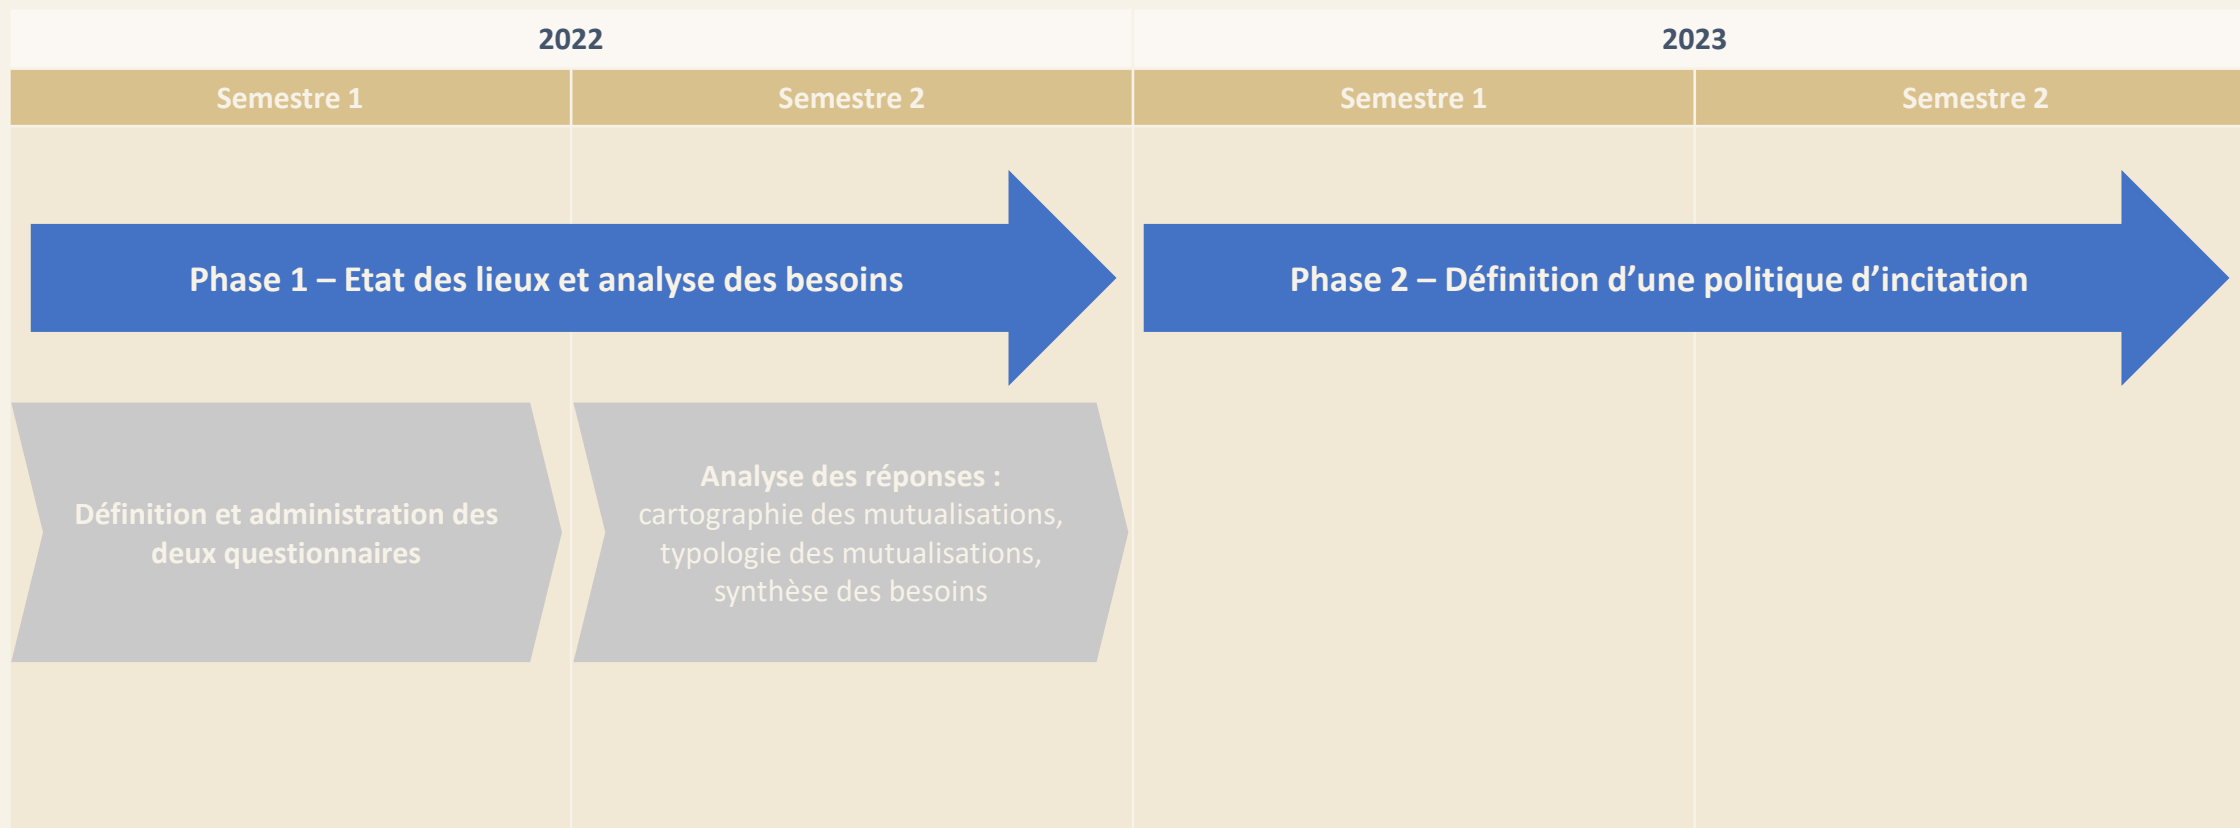 2022
2023
Semestre 1
Semestre 2
Semestre 1
Semestre 2
Phase 1 – Etat des lieux et analyse des besoins
Phase 2 – Définition d’une politique d’incitation
Définition et administration des
deux questionnaires
Analyse des réponses :
cartographie des mutualisations,
typologie des mutualisations,
synthèse des besoins